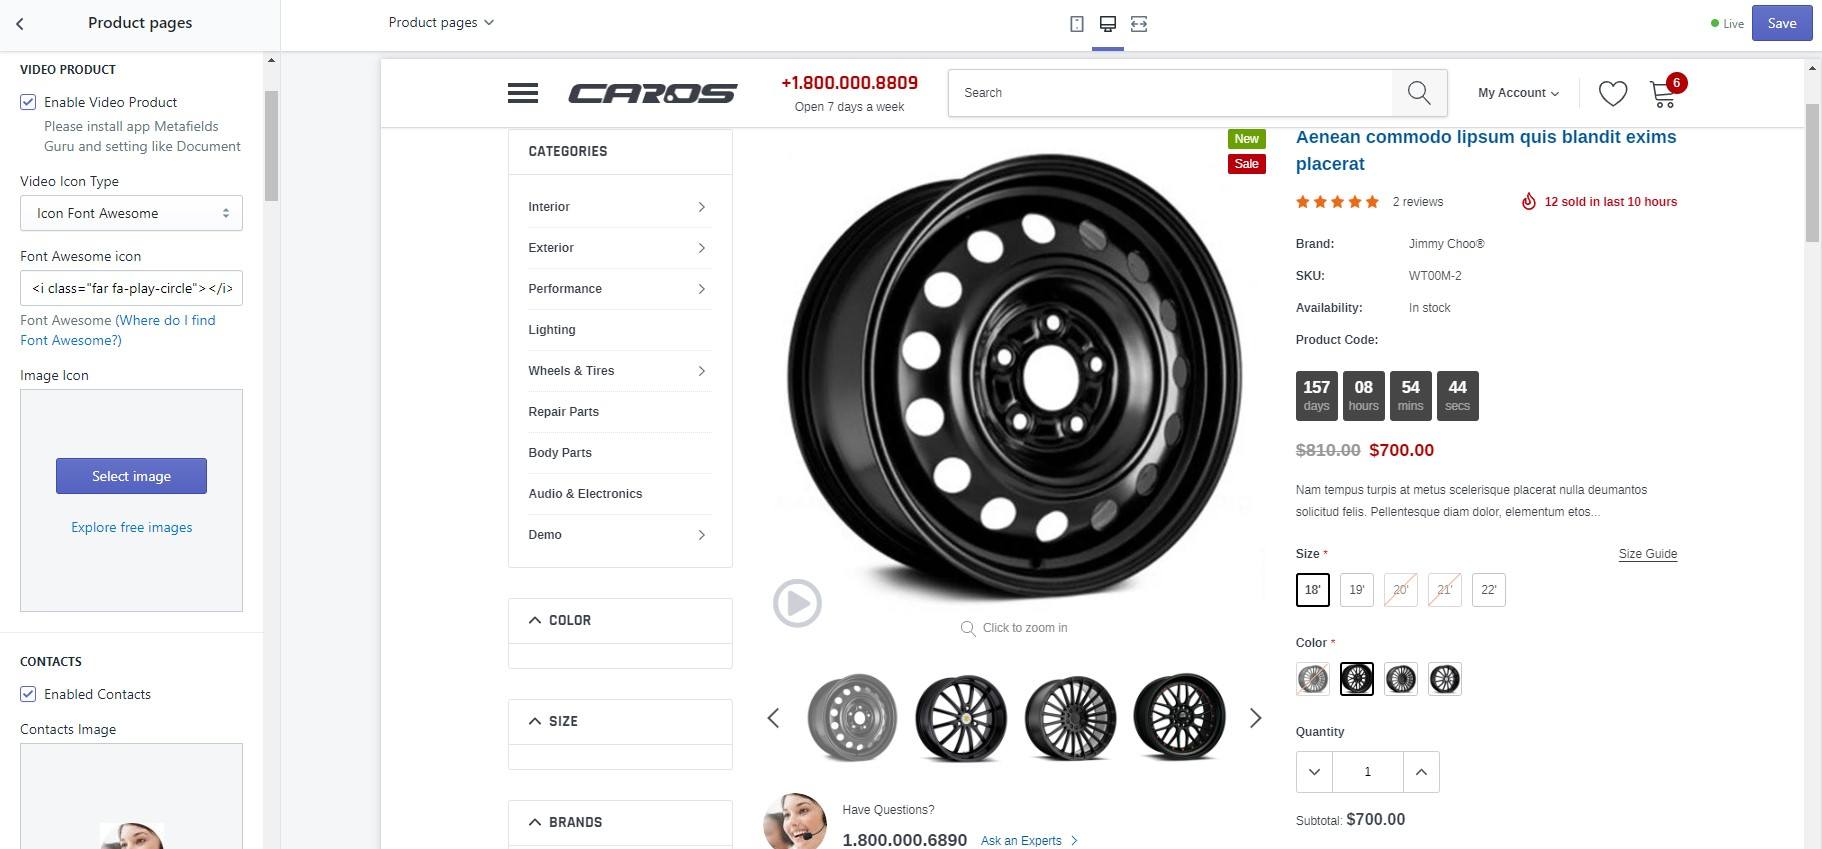 Product pages
Product pages
Live
Save
VIDEO PRODUCT
Enable Video Product
Please install app Metafields
Guru and setting like Document
Video Icon Type
Icon Font Awesome
Font Awesome icon
<i class="far fa-play-circle"></i>
Font Awesome (Where do I find
Font Awesome?)
Image Icon
Select image
Explore free images
CONTACTS
Enabled Contacts
Contacts Image
CAROS
+1.800.000.8809
Open 7 days a week
Search
My Account
6
CATEGORIES
Interior
Exterior
Performance
Lighting
Wheels & Tires
Repair Parts
Body Parts
Audio & Electronics
Demo
COLOR
SIZE
BRANDS
New
Sale
Click to zoom in
Have Questions?
1.800.000.6890 Ask an Experts
Aenean commodo lipsum quis blandit exims
placerat
2 reviews
12 sold in last 10 hours
Brand: Jimmy Choo®
SKU: WT00M-2
Availability: In stock
Product Code:
157 08 54 44
days hours mins secs
$810.00 $700.00
Nam tempus turpis at metus scelerisque placerat nulla deumantos
solicitud felis. Pellentesque diam dolor, elementum etos...
Size * Size Guide
18' 19' 20' 21' 22'
Color *
Quantity
1
Subtotal: $700.00